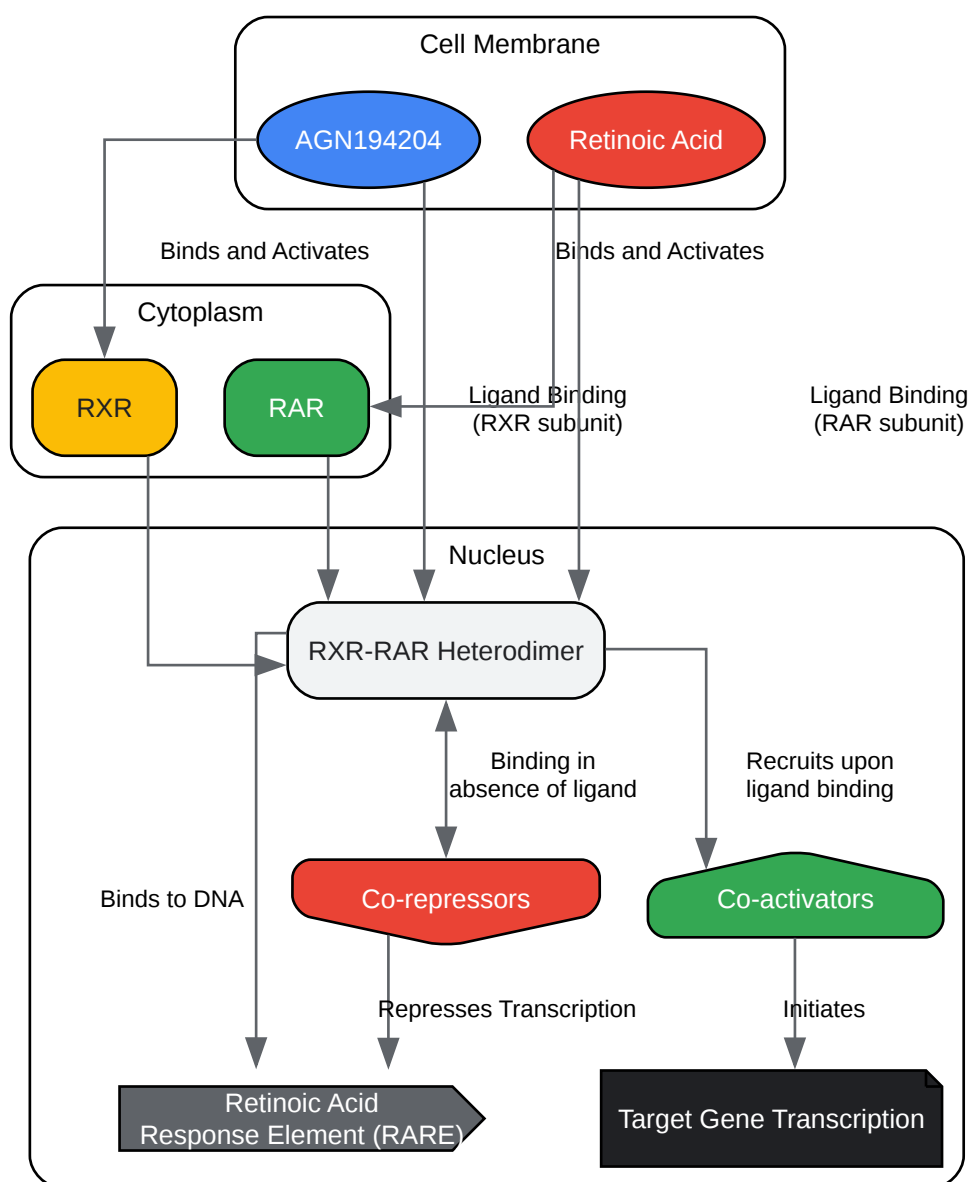 Cell Membrane
AGN194204
Retinoic Acid
Binds and Activates
Binds and Activates
Cytoplasm
RXR
RAR
Ligand Binding
(RXR subunit)
Ligand Binding
(RAR subunit)
Nucleus
RXR-RAR Heterodimer
Binding in
absence of ligand
Recruits upon
ligand binding
Binds to DNA
Co-repressors
Co-activators
Represses Transcription
Initiates
Retinoic Acid
Response Element (RARE)
Target Gene Transcription